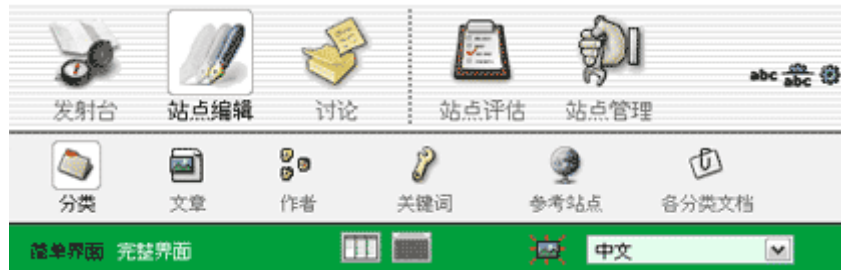 发射台 站点编辑 讨论 站点评估 站点管理 abc abc
分类 文章 作者 关键词 参考站点 各分类文档
简单界面 完整界面 中文